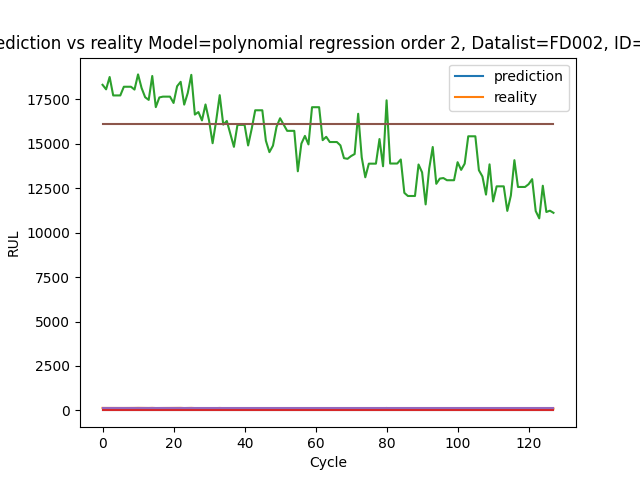 ediction vs reality Model=polynomial regression order 2, Datalist=FD002, ID=
prediction
reality
RUL
17500
15000
12500
10000
7500
5000
2500
0
0 20 40 60 80 100 120
Cycle